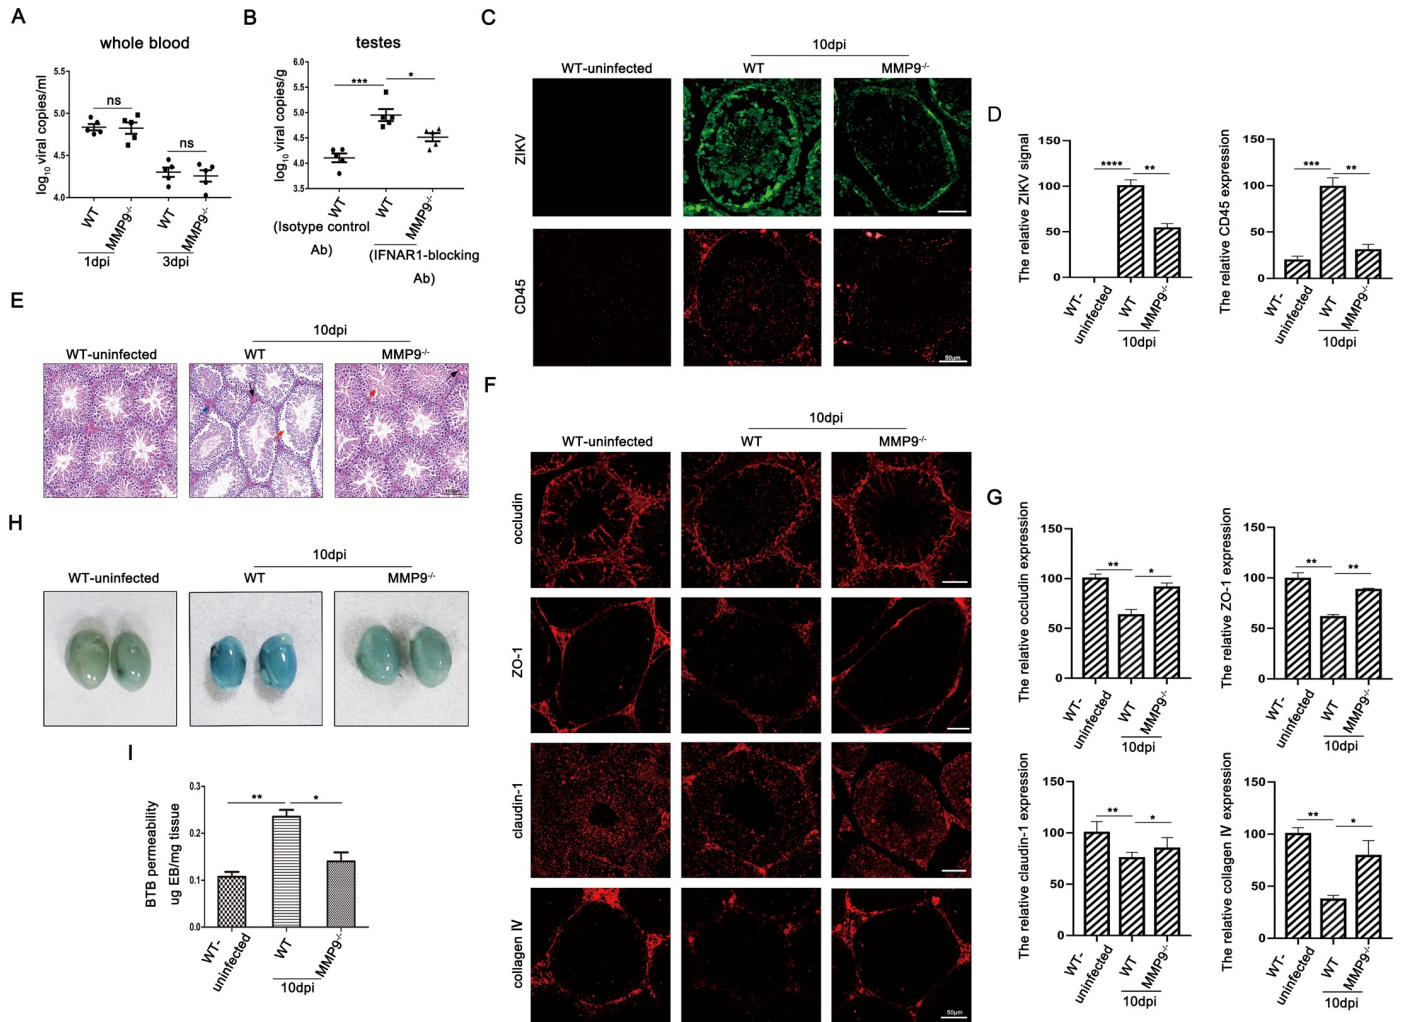 A
whole blood
log10 viral copies/ml
5.5
5.0
4.5
4.0
ns
ns
WT
MMP9-/-
WT
MMP9-/-
1dpi
3dpi
B
testes
log10 viral copies/g
6.0
5.5
5.0
4.5
4.0
3.5
***
*
WT
WT
MMP9-/-
(Isotype control
Ab)
(IFNAR1-blocking
Ab)
C
10dpi
WT-uninfected
WT
MMP9-/-
ZIKV
CD45
50μm
D
The relative ZIKV signal
150
100
50
0
****
**
WT-
uninfected
WT
MMP9-/-
10dpi
The relative CD45 expression
150
100
50
0
***
**
WT-
uninfected
WT
MMP9-/-
10dpi
E
10dpi
WT-uninfected
WT
MMP9-/-
F
10dpi
WT-uninfected
WT
MMP9-/-
occludin
ZO-1
claudin-1
collagen IV
50μm
G
The relative occludin expression
150
100
50
0
**
*
WT-
uninfected
WT
MMP9-/-
10dpi
The relative ZO-1 expression
150
100
50
0
**
**
WT-
uninfected
WT
MMP9-/-
10dpi
The relative claudin-1 expression
150
100
50
0
**
*
WT-
uninfected
WT
MMP9-/-
10dpi
The relative collagen IV expression
150
100
50
0
**
*
WT-
uninfected
WT
MMP9-/-
10dpi
H
10dpi
WT-uninfected
WT
MMP9-/-
I
BTB permeability
ug EB/mg tissue
0.3
0.2
0.1
0.0
**
*
WT-
uninfected
WT
MMP9-/-
10dpi